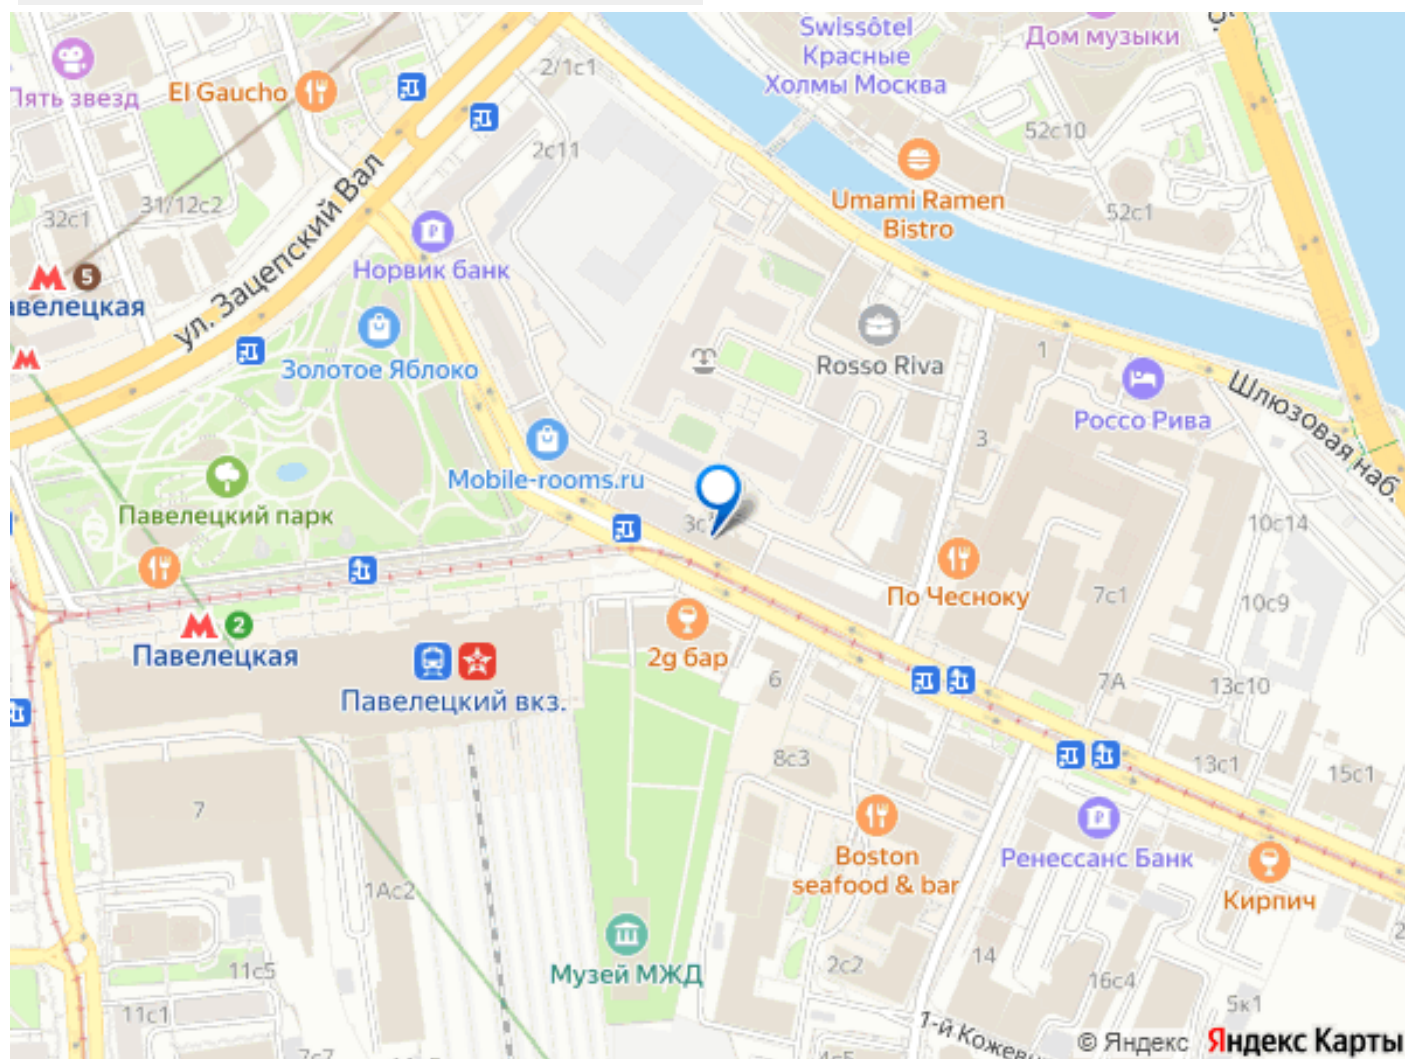 Swissôtel
Красные
Холмы Москва
Дом музыки
Пять звезд
El Gaucho
2/1с1
2с11
52с10
Umami Ramen
Bistro
52с1
32с1
31/12с2
ул. Зацепский Вал
Норвик банк
5
авелецкая
Золотое Яблоко
Rosso Riva
1
Россо Рива
Шлюзовая наб.
3
Mobile-rooms.ru
Павелецкий парк
10с14
По Чесноку
7с1
10с9
2
Павелецкая
2g бар
6
7А
13с10
Павелецкий вкз.
8с3
13с1
15с1
7
Boston
seafood & bar
Ренессанс Банк
1Ас2
Кирпич
Музей МЖД
11с5
2с2
14
16с4
5к1
11с1
1-й Кожев
7с7
4с5
© Яндекс Яндекс Карты